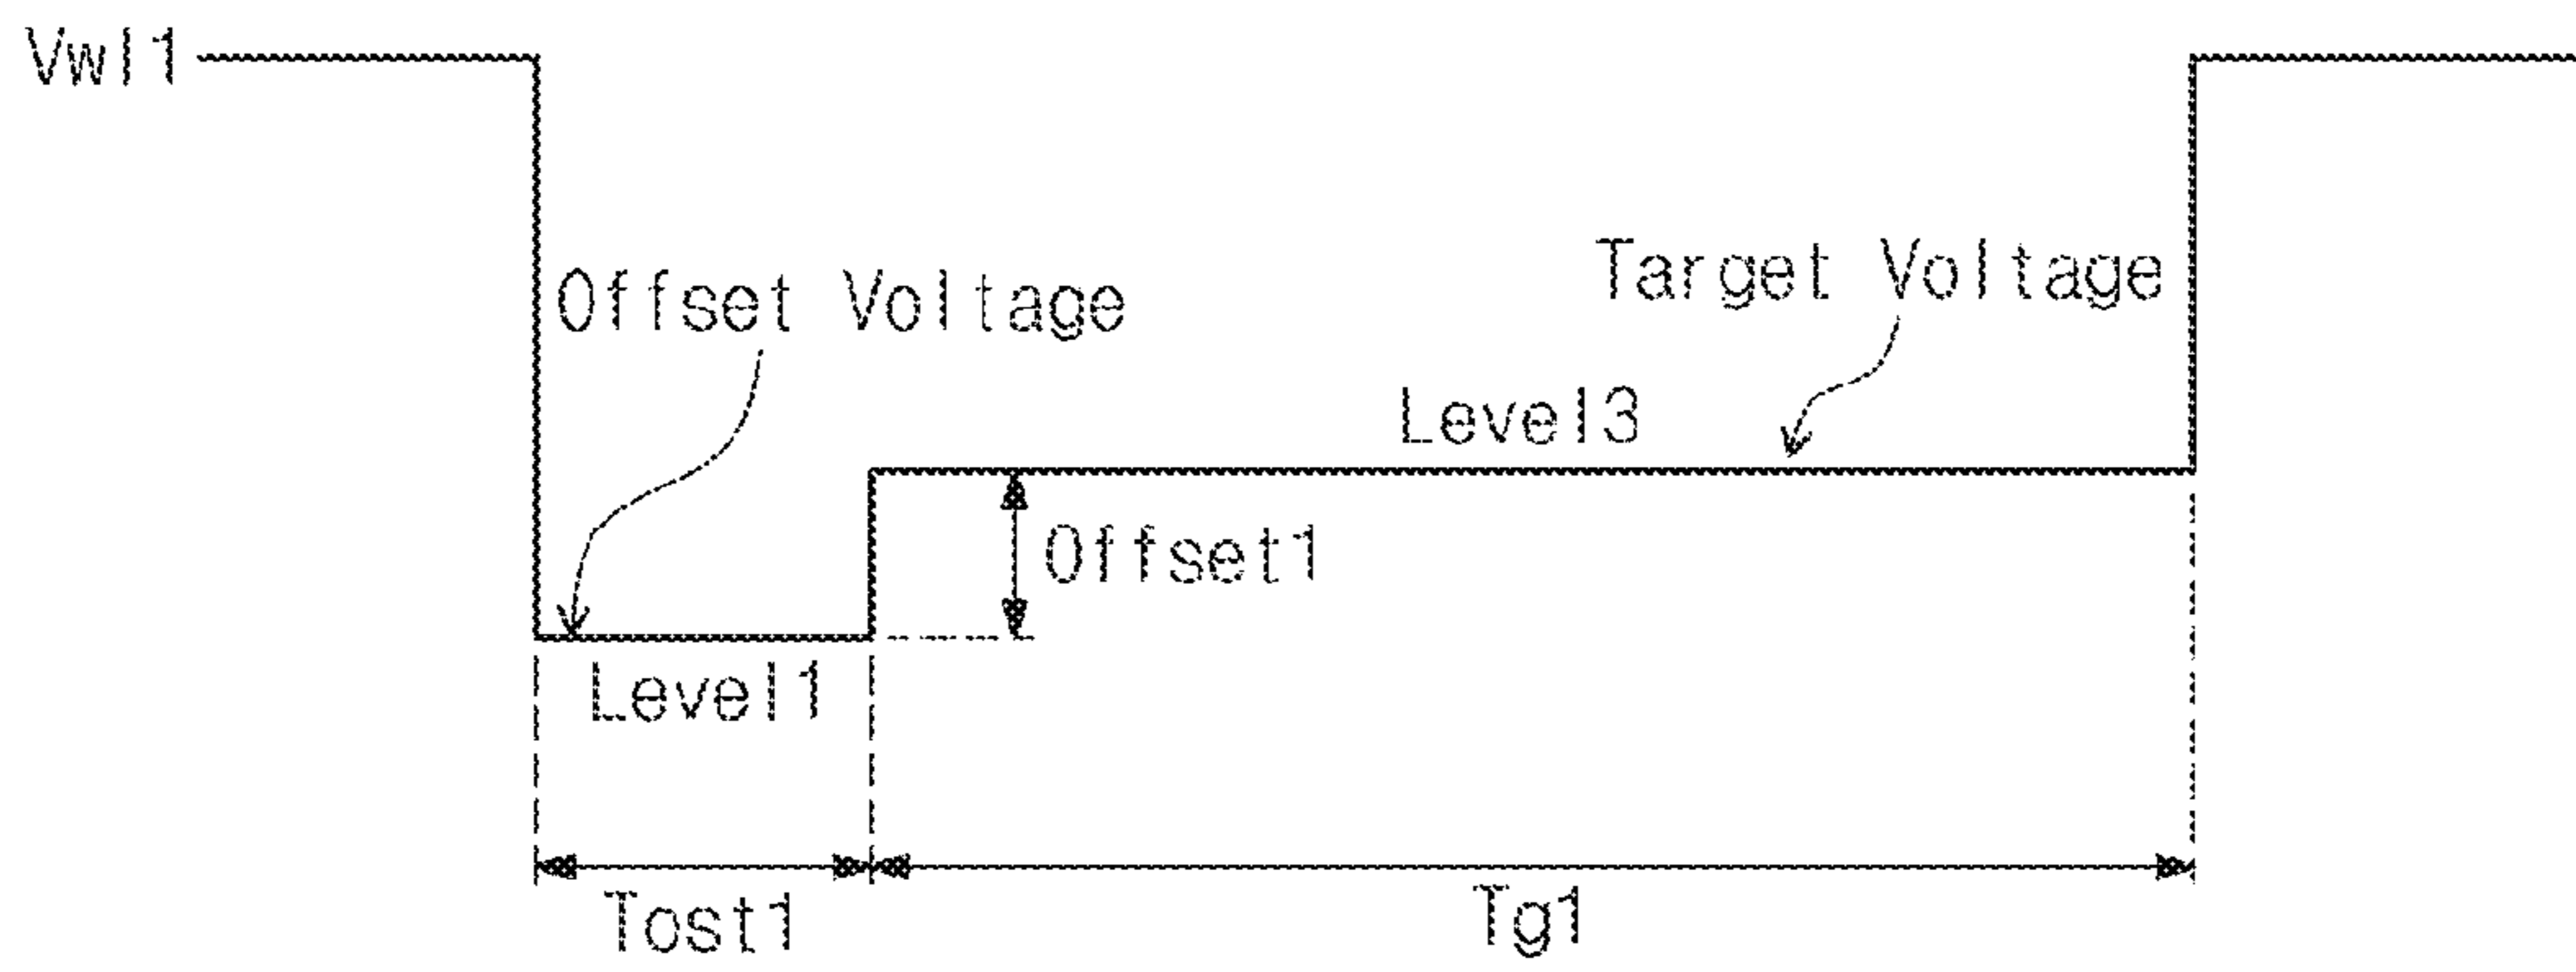 Vwl1
Offset Voltage
Target Voltage
Level3
Offset1
Level1
Tost1
Tg1